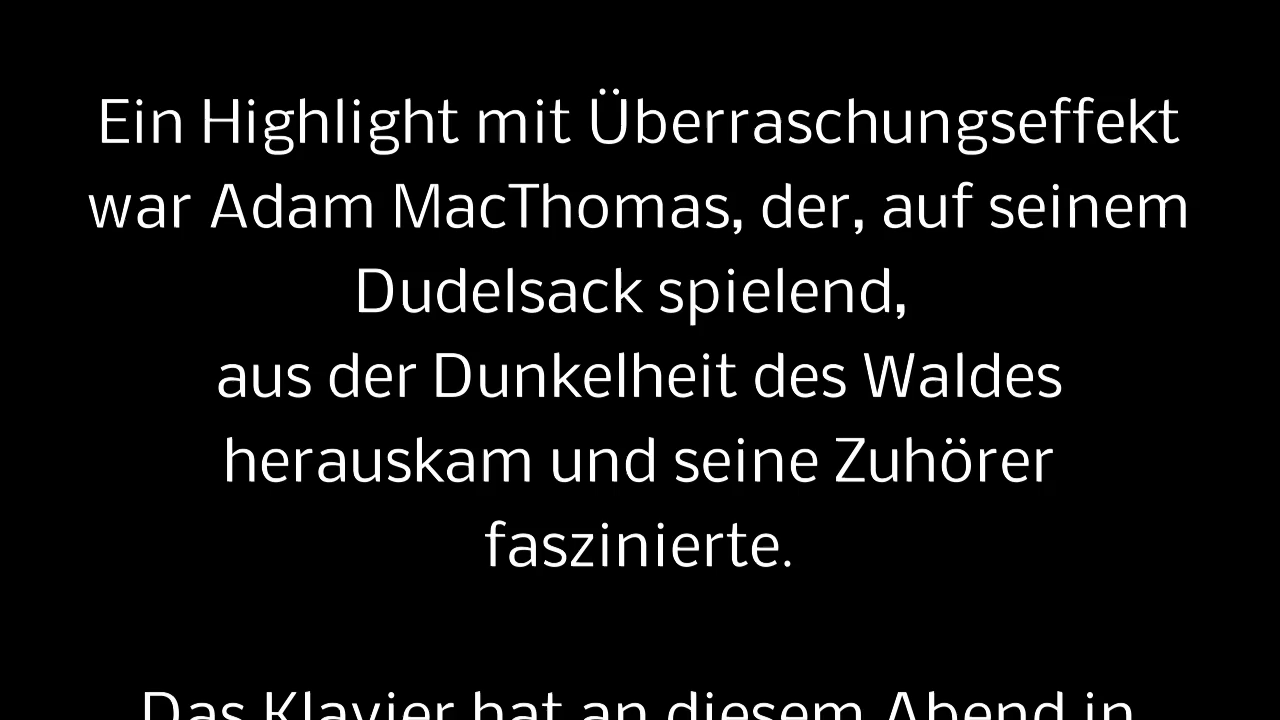 Ein Highlight mit Überraschungseffekt
war Adam MacThomas, der, auf seinem
Dudelsack spielend,
aus der Dunkelheit des Waldes
herauskam und seine Zuhörer
faszinierte.
Das Klavier hat an diesem Abend in